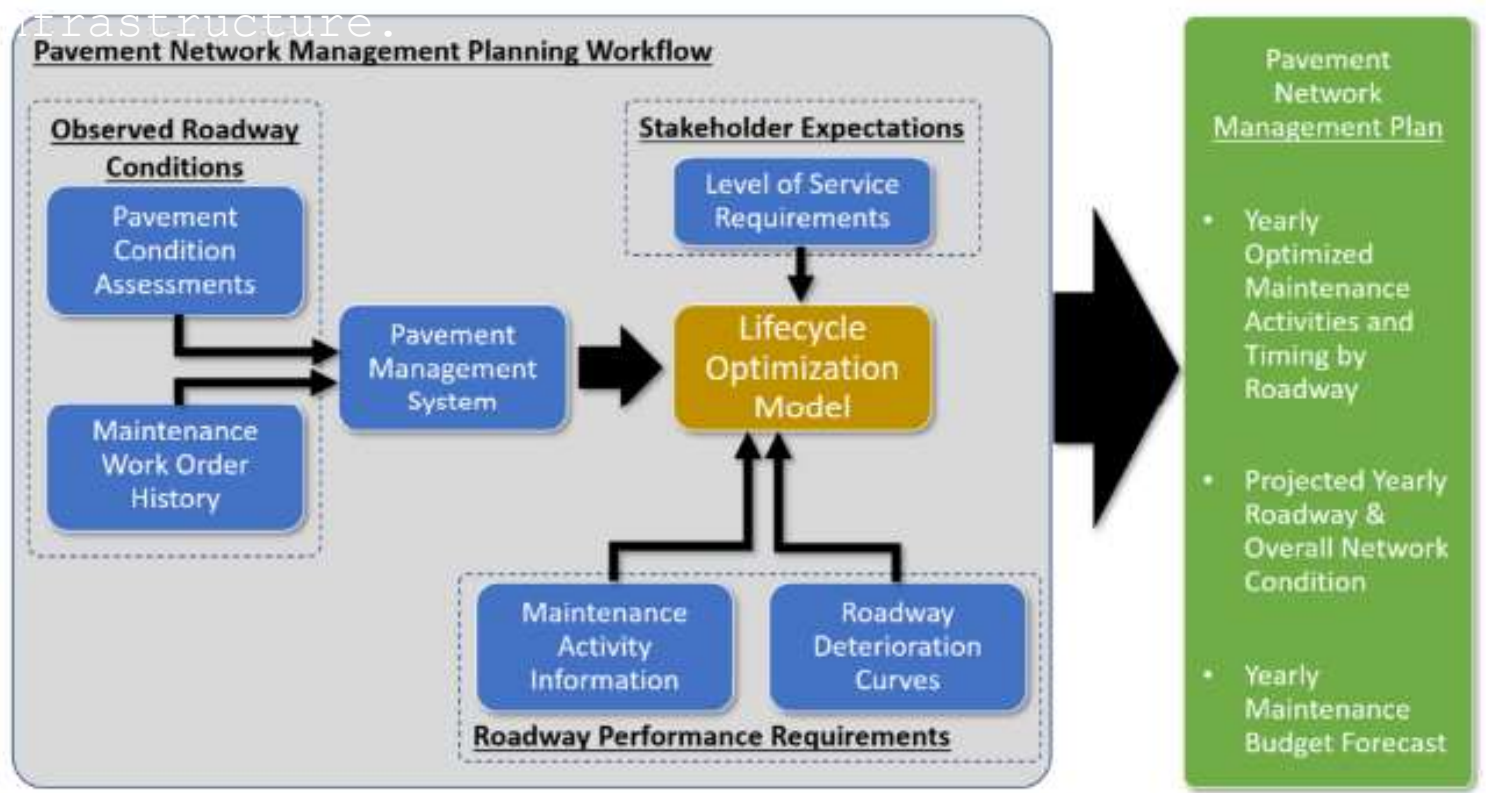 nfrastructure.
Pavement Network Management Planning Workflow
Observed Roadway
Conditions
Pavement
Condition
Assessments
Maintenance
Work Order
History
Pavement
Management
System
Stakeholder Expectations
Level of Service
Requirements
Lifecycle
Optimization
Model
Maintenance
Activity
Information
Roadway
Deterioration
Curves
Roadway Performance Requirements
Pavement
Network
Management Plan
• Yearly
Optimized
Maintenance
Activities and
Timing by
Roadway
• Projected Yearly
Roadway &
Overall Network
Condition
• Yearly
Maintenance
Budget Forecast